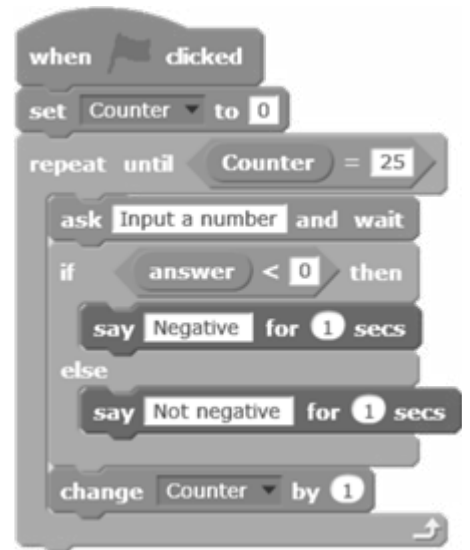 when clicked
set Counter to 0
repeat until Counter = 25
ask Input a number and wait
if answer < 0 then
say Negative for 1 secs
else
say Not negative for 1 secs
change Counter by 1